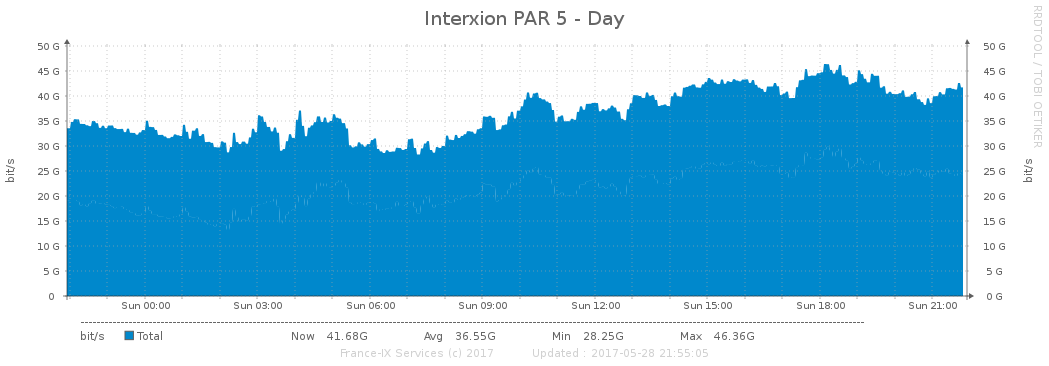 Interxion PAR 5 - Day
RRDTOOL / TOBI OETIKER
50 G 50 G
45 G 45 G
40 G 40 G
35 G 35 G
30 G 30 G
25 G 25 G
20 G 20 G
15 G 15 G
10 G 10 G
5 G 5 G
0 0 G
bit/s bit/s
Sun 00:00 Sun 03:00 Sun 06:00 Sun 09:00 Sun 12:00 Sun 15:00 Sun 18:00 Sun 21:00
bit/s Total Now 41.68G Avg 36.55G Min 28.25G Max 46.36G
France-IX Services (c) 2017 Updated : 2017-05-28 21:55:05